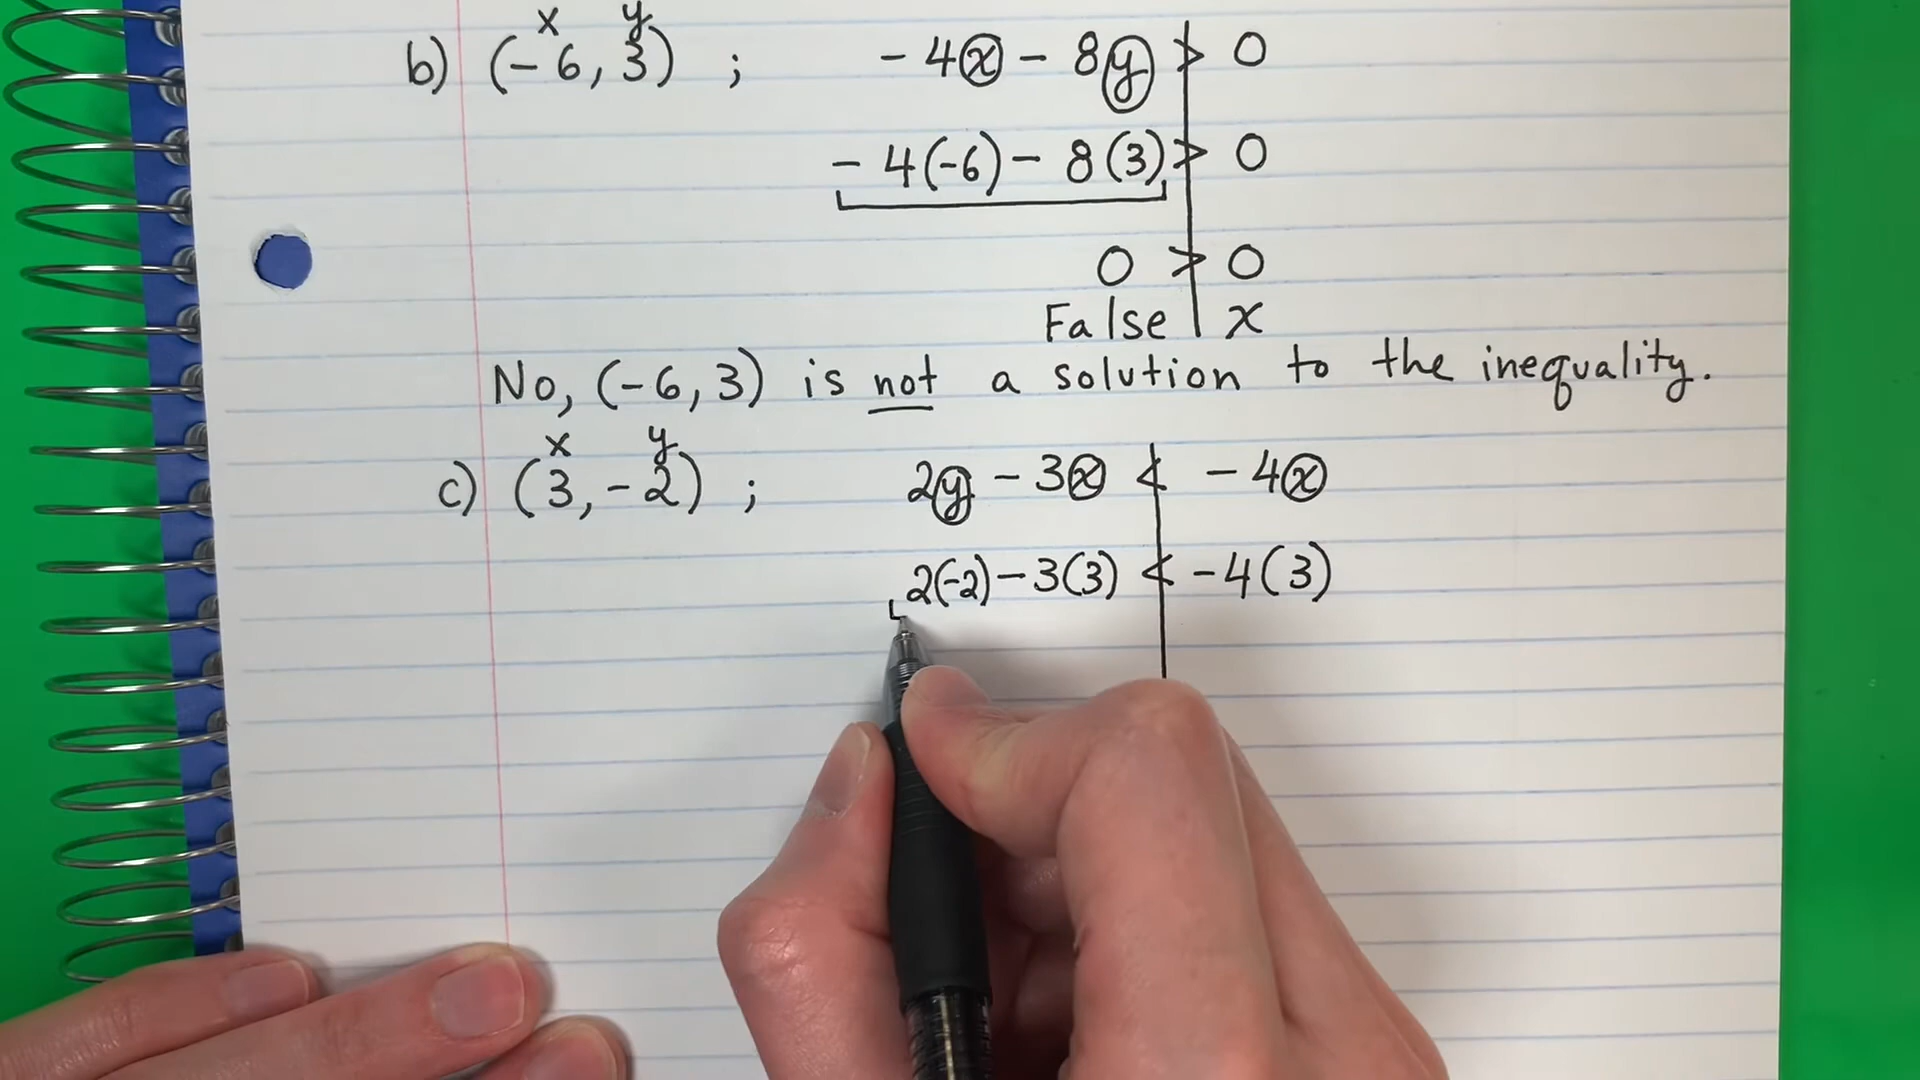 x y
b) (-6, 3) ; -4x - 8y > 0
-4(-6) - 8(3) > 0
0 > 0
False x
No, (-6, 3) is not a solution to the inequality.
x y
c) (3, -2) ; 2y - 3x < -4x
2(-2) - 3(3) < -4(3)